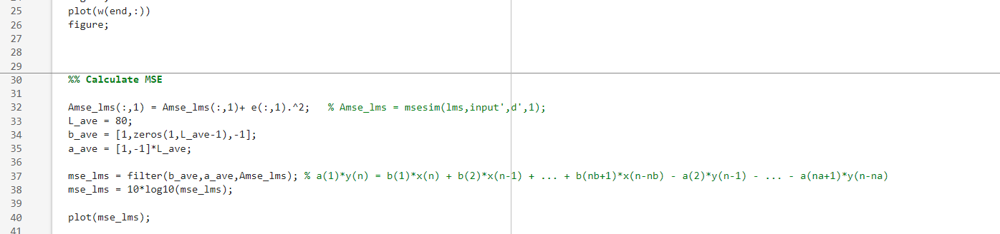 25 plot(w(end,:))
26 figure;
27
28
29
30 %% Calculate MSE
31
32 Amse_lms(:,1) = Amse_lms(:,1)+ e(:,1).^2; % Amse_lms = msesim(lms,input',d',1);
33 L_ave = 80;
34 b_ave = [1,zeros(1,L_ave-1),-1];
35 a_ave = [1,-1]*L_ave;
36
37 mse_lms = filter(b_ave,a_ave,Amse_lms); % a(1)*y(n) = b(1)*x(n) + b(2)*x(n-1) + ... + b(nb+1)*x(n-nb) - a(2)*y(n-1) - ... - a(na+1)*y(n-na)
38 mse_lms = 10*log10(mse_lms);
39
40 plot(mse_lms);
41